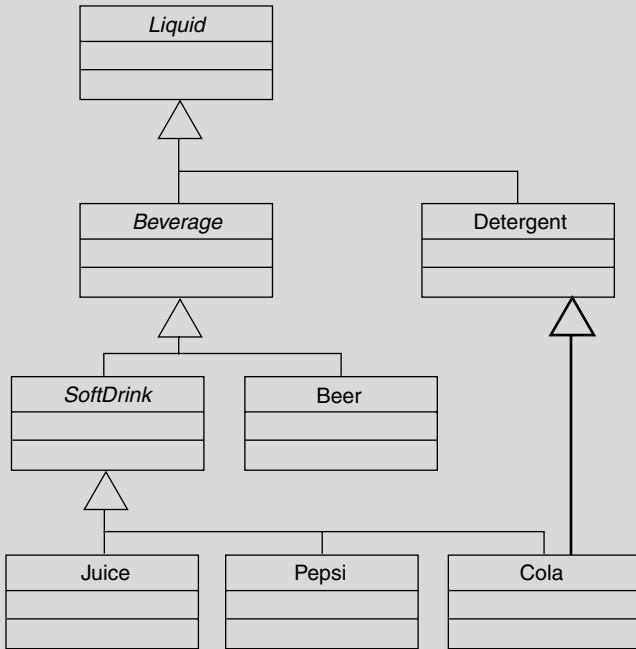 Liquid
Beverage
Detergent
SoftDrink
Beer
Juice
Pepsi
Cola